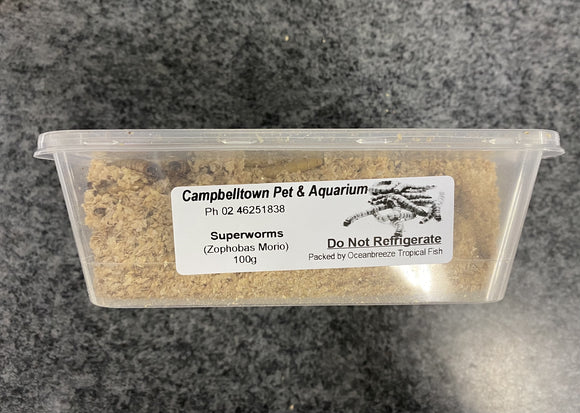 Campbelltown Pet & Aquarium
Ph 02 46251838
Superworms
(Zophobas Morio)
100g
Do Not Refrigerate
Packed by Oceanbreeze Tropical Fish